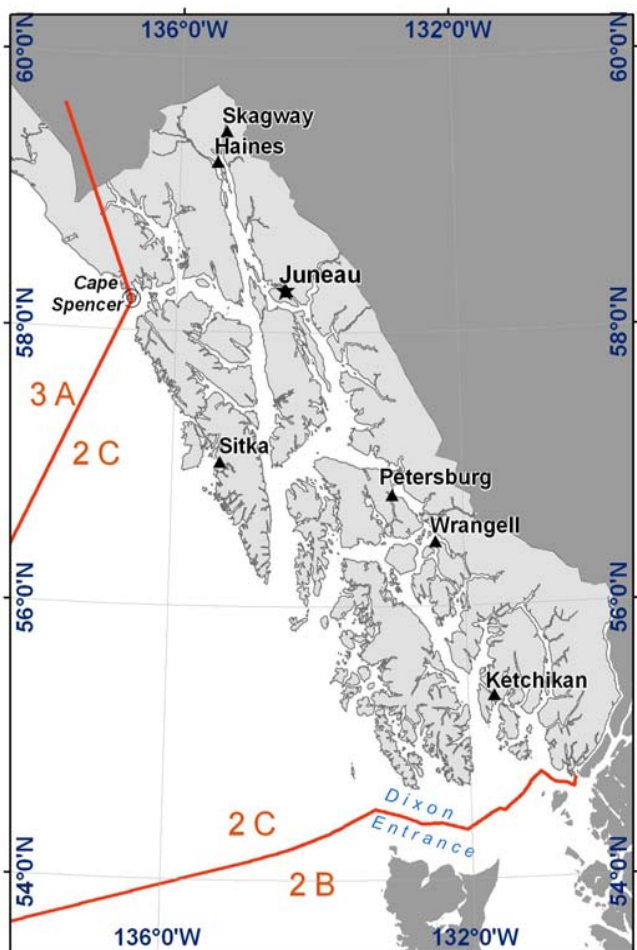 136°0'W
132°0'W
60°0'N
60°0'N
Skagway
Haines
Juneau
Cape
Spencer
58°0'N
58°0'N
3 A
2 C
Sitka
Petersburg
Wrangell
56°0'N
56°0'N
Ketchikan
Dixon
Entrance
2 C
2 B
54°0'N
54°0'N
136°0'W
132°0'W